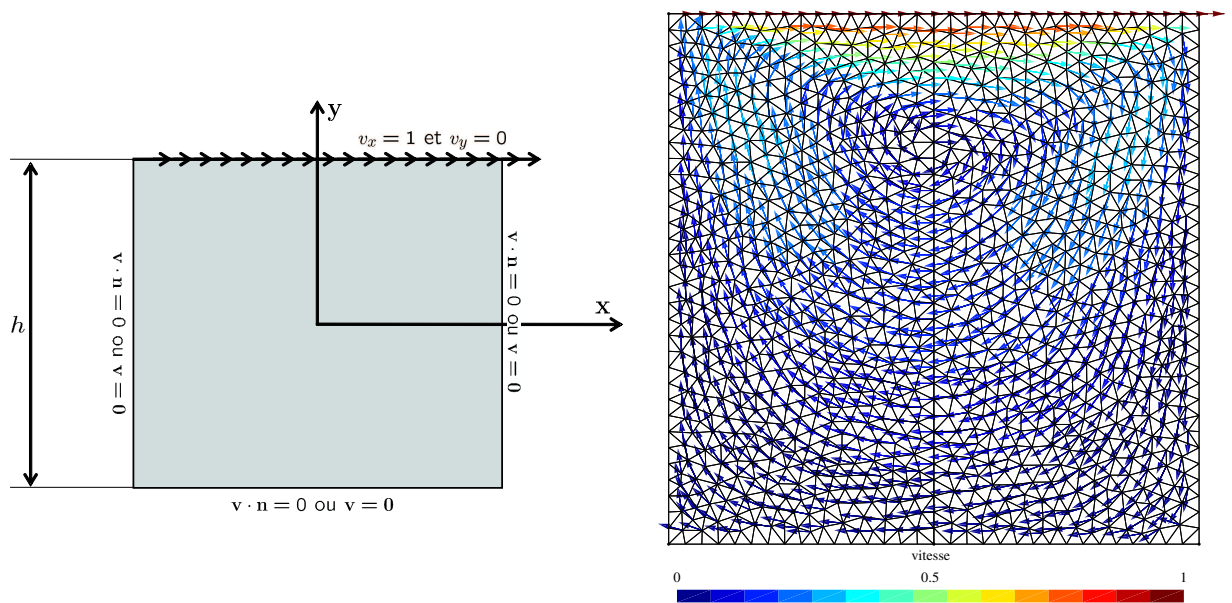 y
v_x = 1 et v_y = 0
h
v · n = 0 ou v = 0
v · n = 0 ou v = 0
x
v · n = 0 ou v = 0
vitesse
0 0.5 1